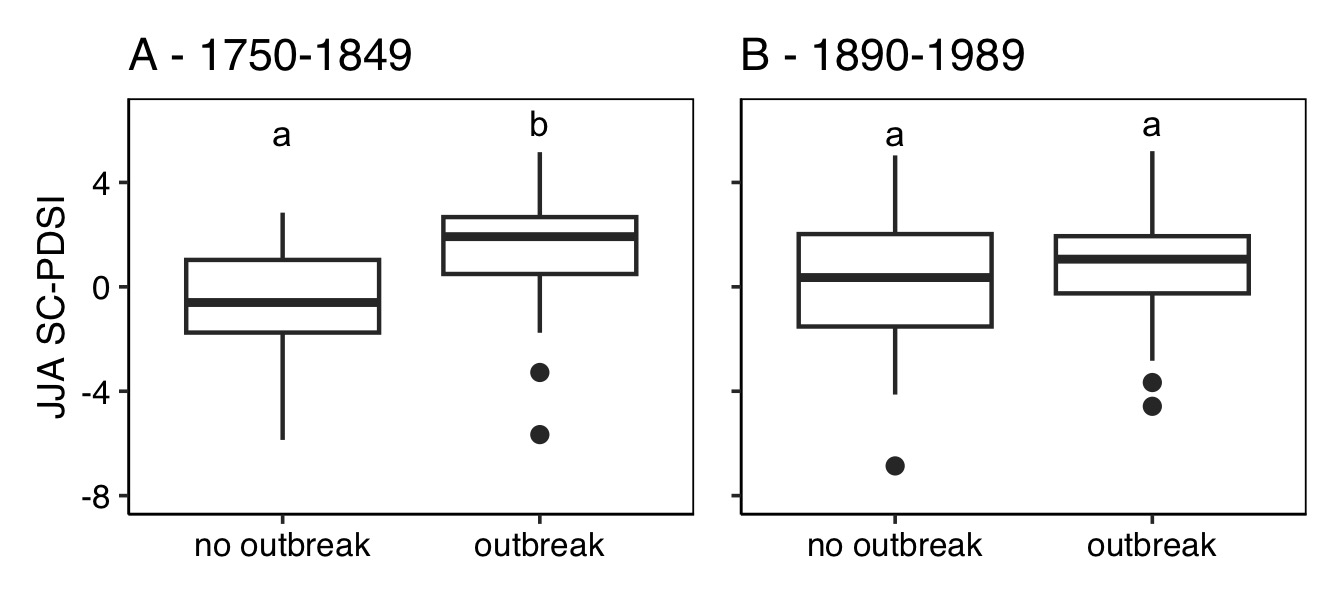 A - 1750-1849
B - 1890-1989
JJA SC-PDSI
4
0
-4
-8
a
b
a
a
no outbreak
outbreak
no outbreak
outbreak